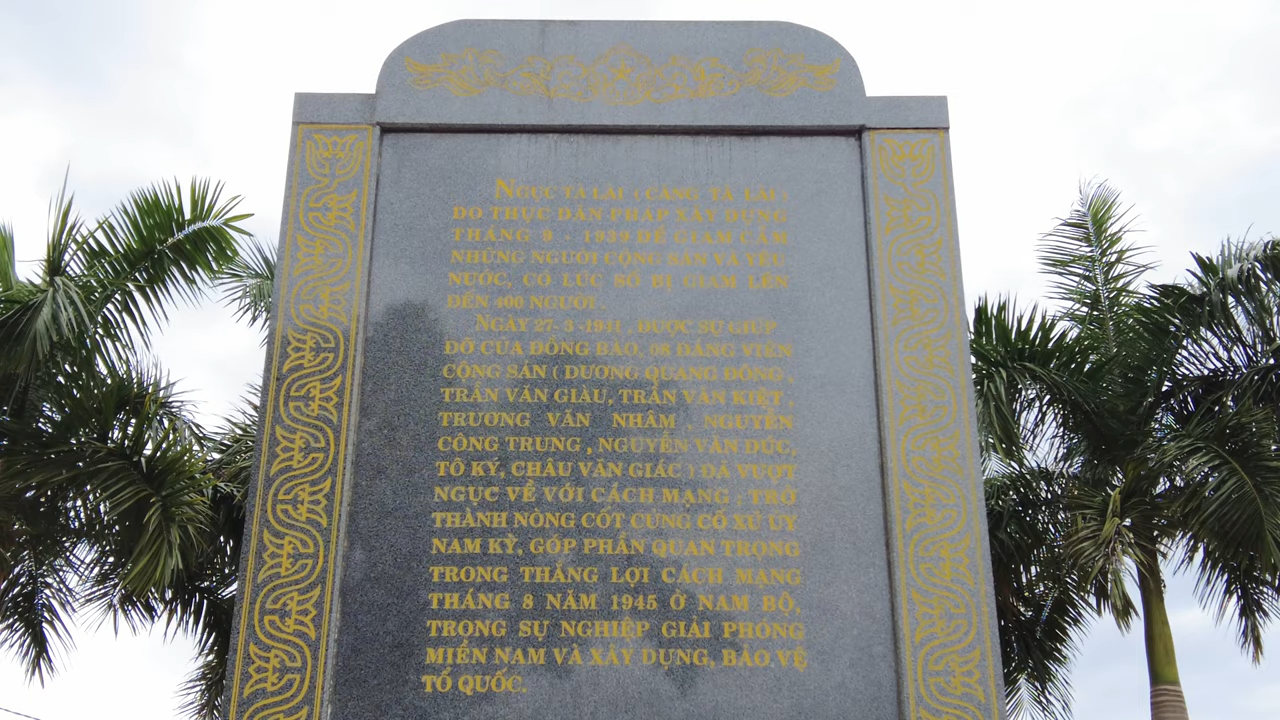 NGỤC TÀ LÀI (CĂNG TÀ LÀI)
DO THỰC DÂN PHÁP XÂY DỰNG
THÁNG 9 - 1939 ĐỂ GIAM CẦM
NHỮNG NGƯỜI CỘNG SẢN VÀ YÊU
NƯỚC, CÓ LÚC SỐ BỊ GIAM LÊN
ĐẾN 400 NGƯỜI.
NGÀY 27-3-1941, ĐƯỢC SỰ GIÚP
ĐỠ CỦA ĐỒNG BÀO, 08 ĐẢNG VIÊN
CỘNG SẢN (DƯƠNG QUANG ĐÔNG,
TRẦN VĂN GIÀU, TRẦN VĂN KIỆT,
TRƯƠNG VĂN NHÂM, NGUYỄN
CÔNG TRUNG, NGUYỄN VĂN ĐỨC,
TÔ KÝ, CHÂU VĂN GIÁC) ĐÃ VƯỢT
NGỤC VỀ VỚI CÁCH MẠNG; TRỞ
THÀNH NÒNG CỐT CỦNG CỐ XỨ ỦY
NAM KỲ, GÓP PHẦN QUAN TRỌNG
TRONG THẮNG LỢI CÁCH MẠNG
THÁNG 8 NĂM 1945 Ở NAM BỘ,
TRONG SỰ NGHIỆP GIẢI PHÓNG
MIỀN NAM VÀ XÂY DỰNG, BẢO VỆ
TỔ QUỐC.